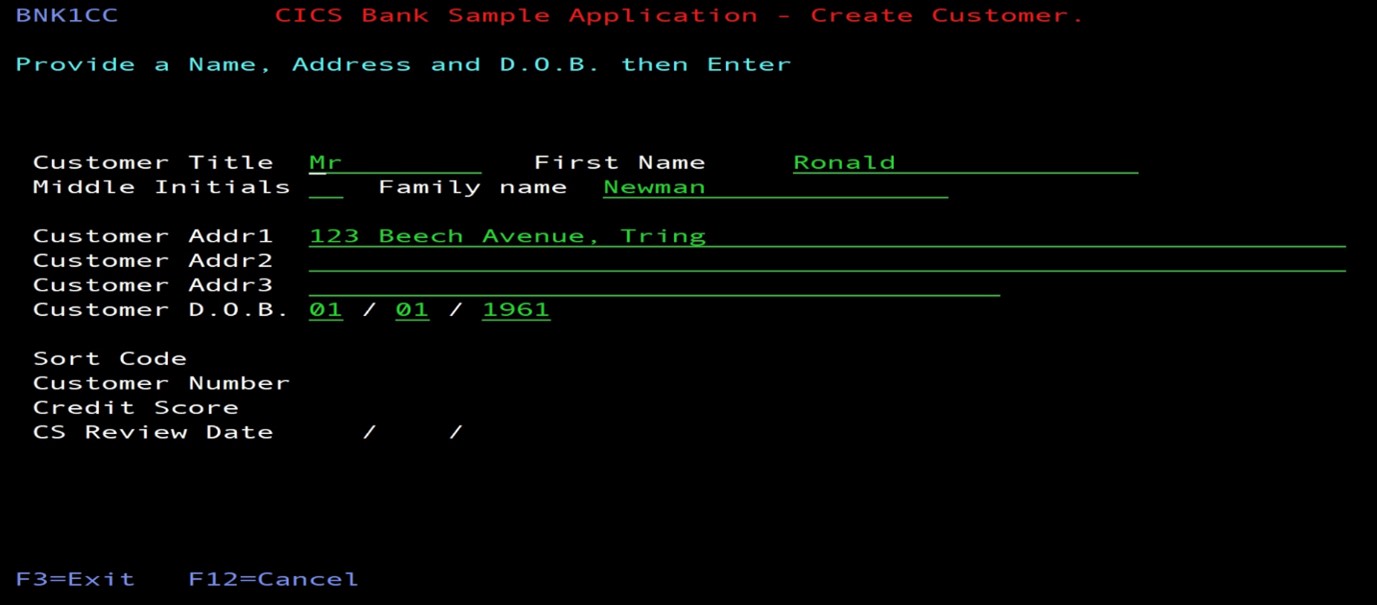 BNK1CC CICS Bank Sample Application - Create Customer.
Provide a Name, Address and D.O.B. then Enter
Customer Title Mr First Name Ronald
Middle Initials Family name Newman
Customer Addr1 123 Beech Avenue, Tring
Customer Addr2
Customer Addr3
Customer D.O.B. 01 / 01 / 1961
Sort Code
Customer Number
Credit Score
CS Review Date / /
F3=Exit F12=Cancel